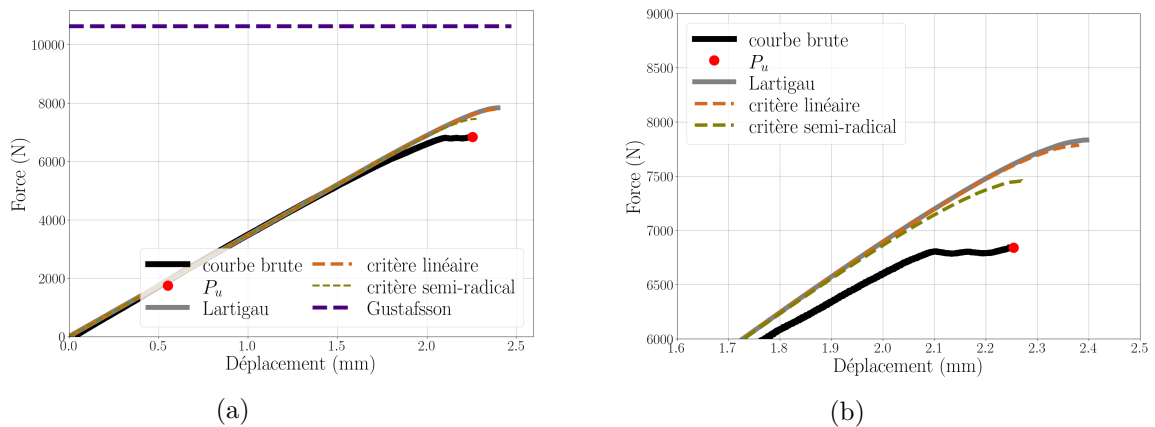 10000
8000
6000
4000
2000
0
Force (N)
0.0 0.5 1.0 1.5 2.0 2.5
Déplacement (mm)
courbe brute
P_u
Lartigau
critère linéaire
critère semi-radical
Gustafsson
(a)
9000
8500
8000
7500
7000
6500
6000
Force (N)
1.6 1.7 1.8 1.9 2.0 2.1 2.2 2.3 2.4 2.5
Déplacement (mm)
courbe brute
P_u
Lartigau
critère linéaire
critère semi-radical
(b)